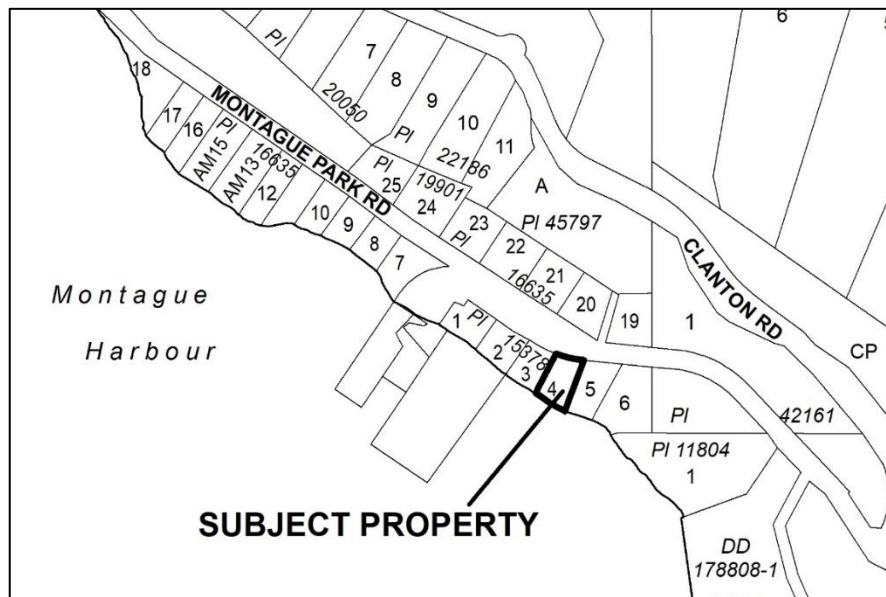 6
18
PI
7
8
9
10
11
20050
PI
22186
17
16
PI
AM15
AM13
16635
12
MONTAGUE PARK RD
PI
25
19901
24
23
PI
22
21
20
16635
19
A
PI 45797
CLANTON RD
1
CP
10
9
8
7
Montague
Harbour
1
PI
15378
2
3
4
5
6
PI
42161
PI 11804
1
SUBJECT PROPERTY
DD
178808-1